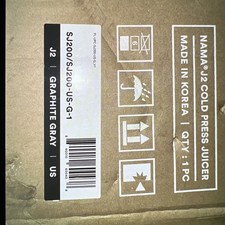 NAMA® J2 COLD PRESS JUICER
MADE IN KOREA | QTY : 1 PC
SJ200/SJ200-US-G-1
J2 | GRAPHITE GRAY | US